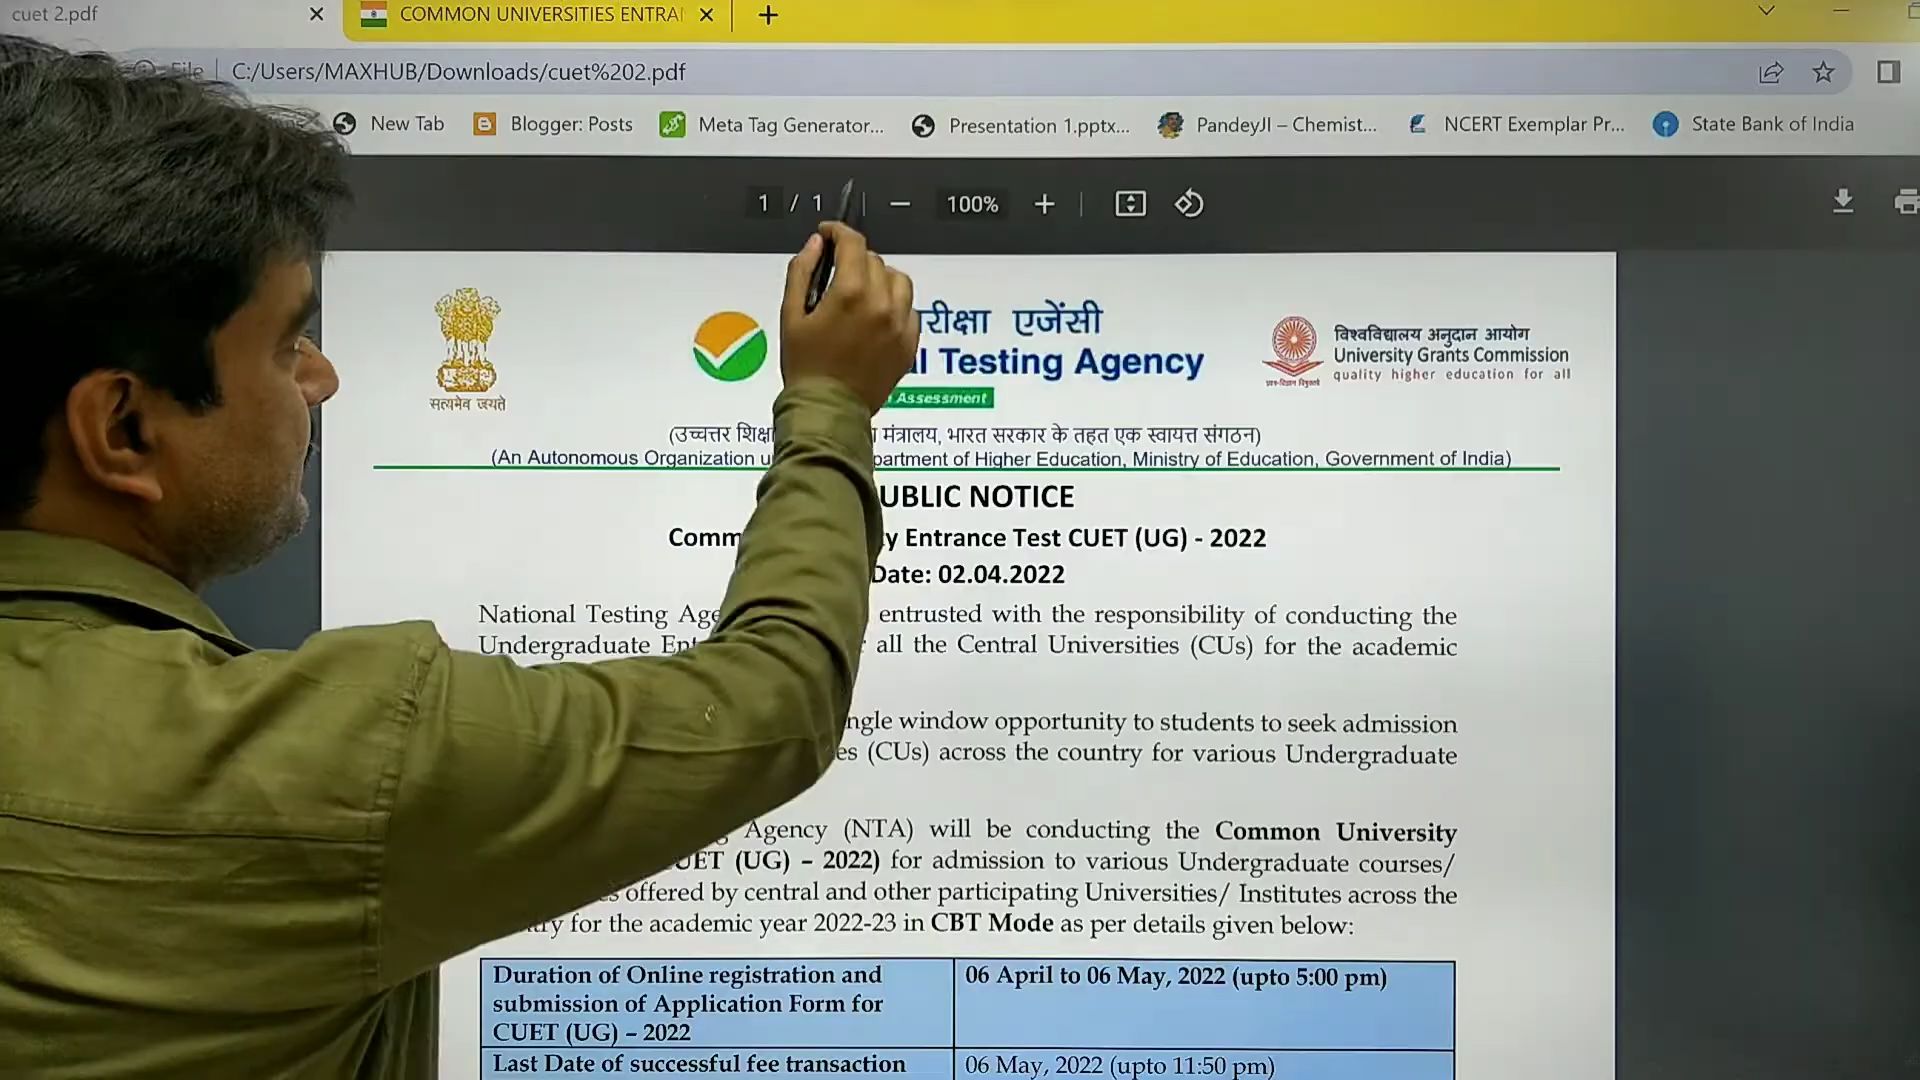 cuet 2.pdf
COMMON UNIVERSITIES ENTRA
File C:/Users/MAXHUB/Downloads/cuet%202.pdf
New Tab Blogger: Posts Meta Tag Generator... Presentation 1.pptx... PandeyJI – Chemist... NCERT Exemplar Pr... State Bank of India
1 / 1 100%
सत्यमेव जयते
एजेंसी
Testing Agency
Assessment
विश्वविद्यालय अनुदान आयोग
University Grants Commission
quality higher education for all
(उच्चत्तर मंत्रालय, भारत सरकार के तहत एक स्वायत्त संगठन)
(An Autonomous Organization of Higher Education, Ministry of Education, Government of India)
NOTICE
Entrance Test CUET (UG) - 2022
Date: 02.04.2022
National Testing entrusted with the responsibility of conducting the
Undergraduate all the Central Universities (CUs) for the academic
window opportunity to students to seek admission
(CUs) across the country for various Undergraduate
Agency (NTA) will be conducting the Common University
(UG) – 2022) for admission to various Undergraduate courses/
offered by central and other participating Universities/ Institutes across the
for the academic year 2022-23 in CBT Mode as per details given below:
Duration of Online registration and
submission of Application Form for
CUET (UG) – 2022
06 April to 06 May, 2022 (upto 5:00 pm)
Last Date of successful fee transaction
06 May, 2022 (upto 11:50 pm)